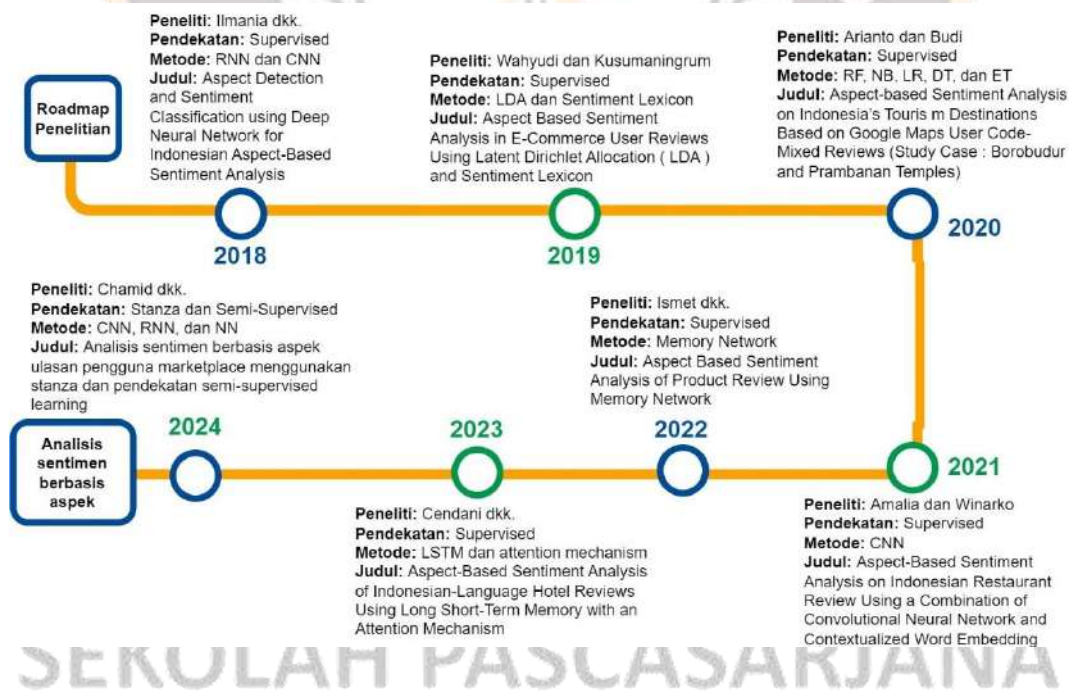 Roadmap
Penelitian
Peneliti: Ilmania dkk.
Pendekatan: Supervised
Metode: RNN dan CNN
Judul: Aspect Detection
and Sentiment
Classification using Deep
Neural Network for
Indonesian Aspect-Based
Sentiment Analysis
2018
Peneliti: Wahyudi dan Kusumaningrum
Pendekatan: Supervised
Metode: LDA dan Sentiment Lexicon
Judul: Aspect Based Sentiment
Analysis in E-Commerce User Reviews
Using Latent Dirichlet Allocation ( LDA )
and Sentiment Lexicon
2019
Peneliti: Arianto dan Budi
Pendekatan: Supervised
Metode: RF, NB, LR, DT, dan ET
Judul: Aspect-based Sentiment Analysis
on Indonesia's Touris m Destinations
Based on Google Maps User Code-
Mixed Reviews (Study Case : Borobudur
and Prambanan Temples)
2020
Peneliti: Chamid dkk.
Pendekatan: Stanza dan Semi-Supervised
Metode: CNN, RNN, dan NN
Judul: Analisis sentimen berbasis aspek
ulasan pengguna marketplace menggunakan
stanza dan pendekatan semi-supervised
learning
2024
Peneliti: Ismet dkk.
Pendekatan: Supervised
Metode: Memory Network
Judul: Aspect Based Sentiment
Analysis of Product Review Using
Memory Network
2022
2023
2021
Analisis
sentimen
berbasis
aspek
Peneliti: Cendani dkk.
Pendekatan: Supervised
Metode: LSTM dan attention mechanism
Judul: Aspect-Based Sentiment Analysis
of Indonesian-Language Hotel Reviews
Using Long Short-Term Memory with an
Attention Mechanism
Peneliti: Amalia dan Winarko
Pendekatan: Supervised
Metode: CNN
Judul: Aspect-Based Sentiment
Analysis on Indonesian Restaurant
Review Using a Combination of
Convolutional Neural Network and
Contextualized Word Embedding
SEKOLAH PASCASARJANA